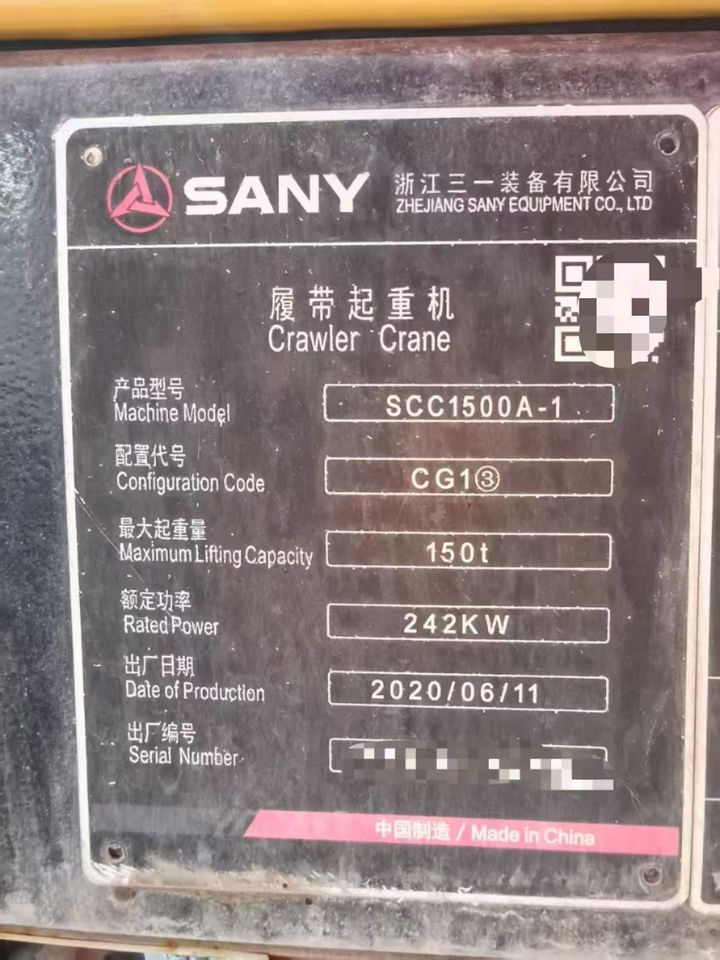 SANY 浙江三一装备有限公司
ZHEJIANG SANY EQUIPMENT CO., LTD
履带起重机
Crawler Crane
产品型号
Machine Model
SCC1500A-1
配置代号
Configuration Code
CG1③
最大起重量
Maximum Lifting Capacity
150t
额定功率
Rated Power
242KW
出厂日期
Date of Production
2020/06/11
出厂编号
Serial Number
中国制造 / Made in China